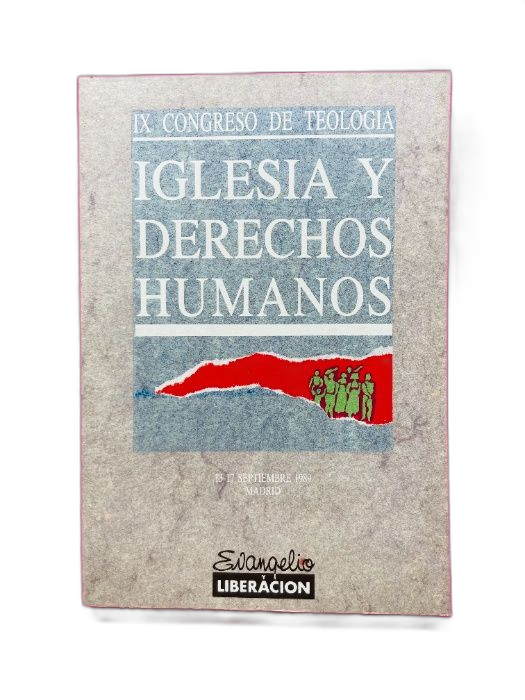 IX CONGRESO DE TEOLOGIA
IGLESIA Y
DERECHOS
HUMANOS
13-17 SEPTIEMBRE 1989
MADRID
Evangelio
Y
LIBERACION